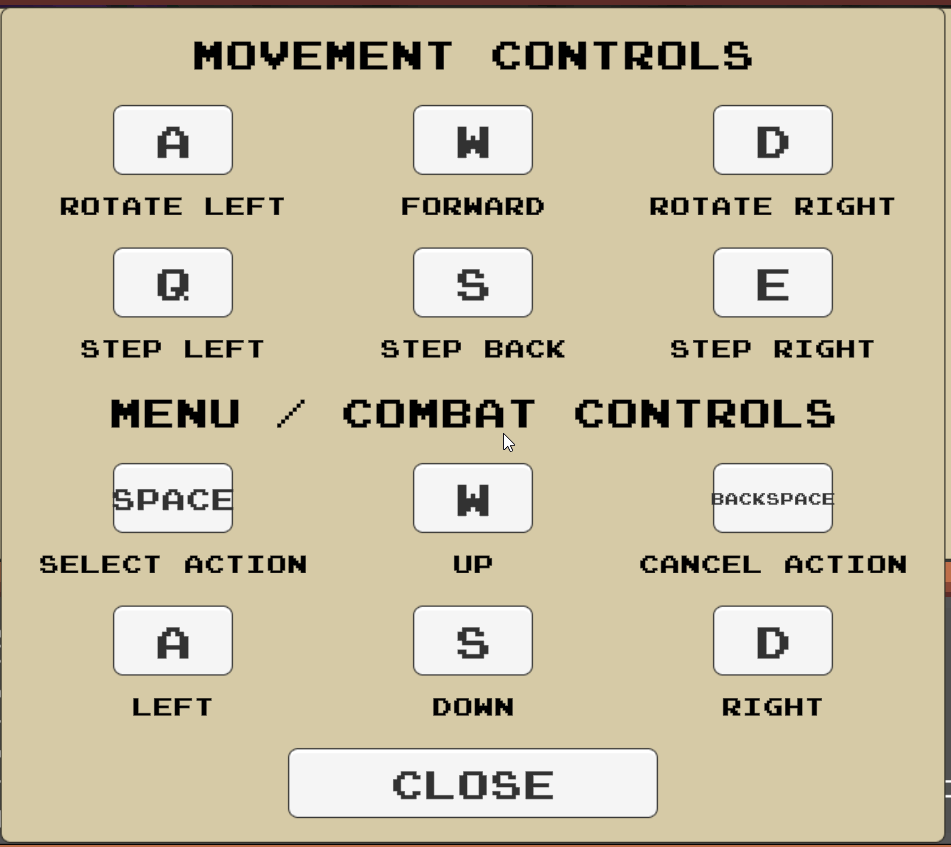 MOVEMENT CONTROLS
A W D
ROTATE LEFT FORWARD ROTATE RIGHT
Q S E
STEP LEFT STEP BACK STEP RIGHT
MENU / COMBAT CONTROLS
SPACE W BACKSPACE
SELECT ACTION UP CANCEL ACTION
A S D
LEFT DOWN RIGHT
CLOSE